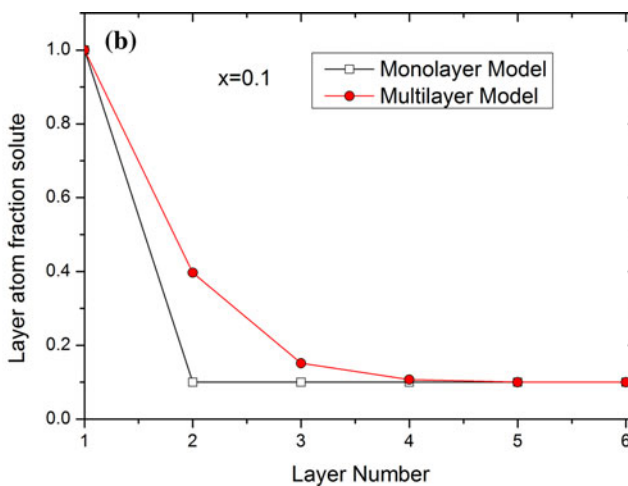 (b)
x=0.1
Monolayer Model
Multilayer Model
Layer atom fraction solute
1.0
0.8
0.6
0.4
0.2
0.0
1 2 3 4 5 6
Layer Number